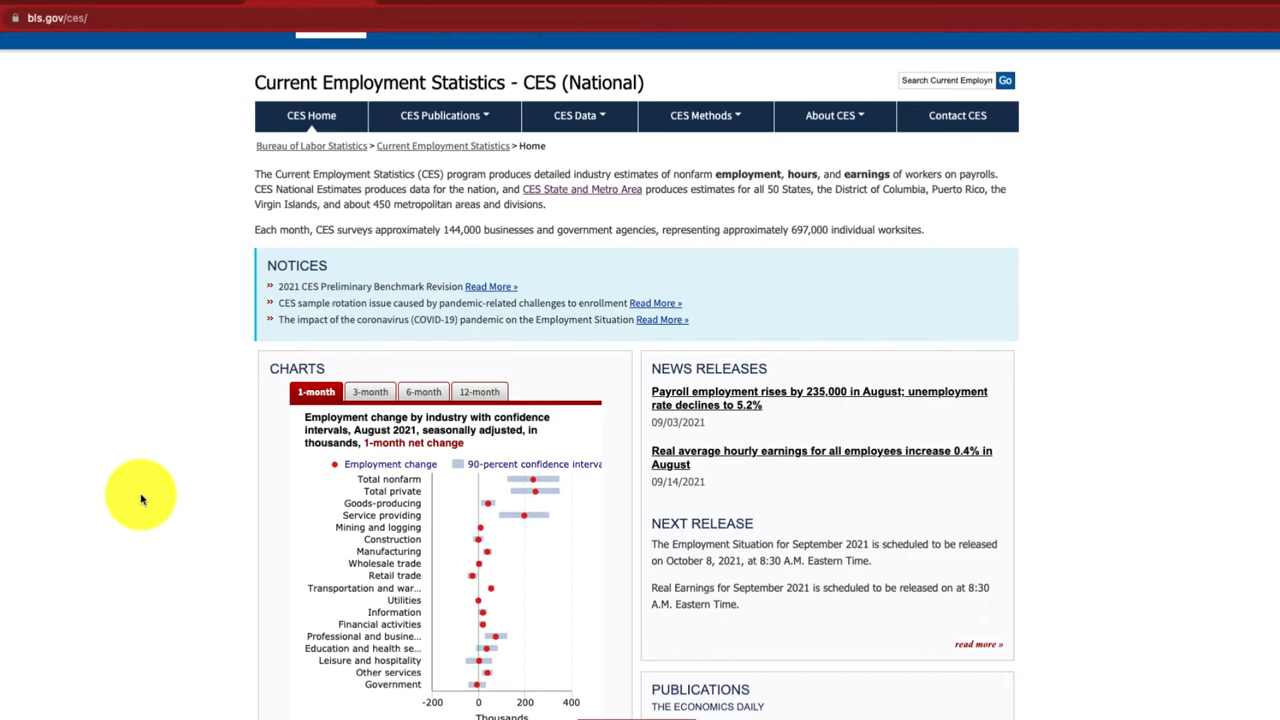 bls.gov/ces/
Current Employment Statistics - CES (National)
Search Current Employm
Go
CES Home
CES Publications
CES Data
CES Methods
About CES
Contact CES
Bureau of Labor Statistics > Current Employment Statistics > Home
The Current Employment Statistics (CES) program produces detailed industry estimates of nonfarm employment, hours, and earnings of workers on payrolls.
CES National Estimates produces data for the nation, and CES State and Metro Area produces estimates for all 50 States, the District of Columbia, Puerto Rico, the
Virgin Islands, and about 450 metropolitan areas and divisions.
Each month, CES surveys approximately 144,000 businesses and government agencies, representing approximately 697,000 individual worksites.
NOTICES
» 2021 CES Preliminary Benchmark Revision Read More »
» CES sample rotation issue caused by pandemic-related challenges to enrollment Read More »
» The impact of the coronavirus (COVID-19) pandemic on the Employment Situation Read More »
CHARTS
1-month
3-month
6-month
12-month
Employment change by industry with confidence
intervals, August 2021, seasonally adjusted, in
thousands, 1-month net change
Employment change
90-percent confidence interva
Total nonfarm
Total private
Goods-producing
Service providing
Mining and logging
Construction
Manufacturing
Wholesale trade
Retail trade
Transportation and war...
Utilities
Information
Financial activities
Professional and busine...
Education and health se...
Leisure and hospitality
Other services
Government
-200 0 200 400
Thousands
NEWS RELEASES
Payroll employment rises by 235,000 in August; unemployment
rate declines to 5.2%
09/03/2021
Real average hourly earnings for all employees increase 0.4% in
August
09/14/2021
NEXT RELEASE
The Employment Situation for September 2021 is scheduled to be released
on October 8, 2021, at 8:30 A.M. Eastern Time.
Real Earnings for September 2021 is scheduled to be released on at 8:30
A.M. Eastern Time.
read more »
PUBLICATIONS
THE ECONOMICS DAILY